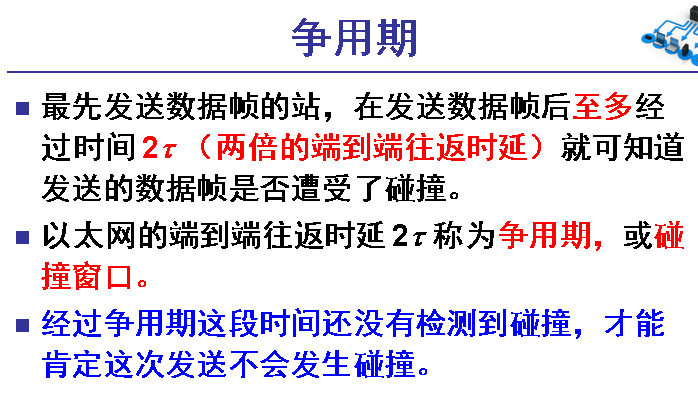 争用期
最先发送数据帧的站，在发送数据帧后至多经
过时间 2τ （两倍的端到端往返时延）就可知道
发送的数据帧是否遭受了碰撞。
以太网的端到端往返时延 2τ 称为争用期，或碰
撞窗口。
经过争用期这段时间还没有检测到碰撞，才能
肯定这次发送不会发生碰撞。